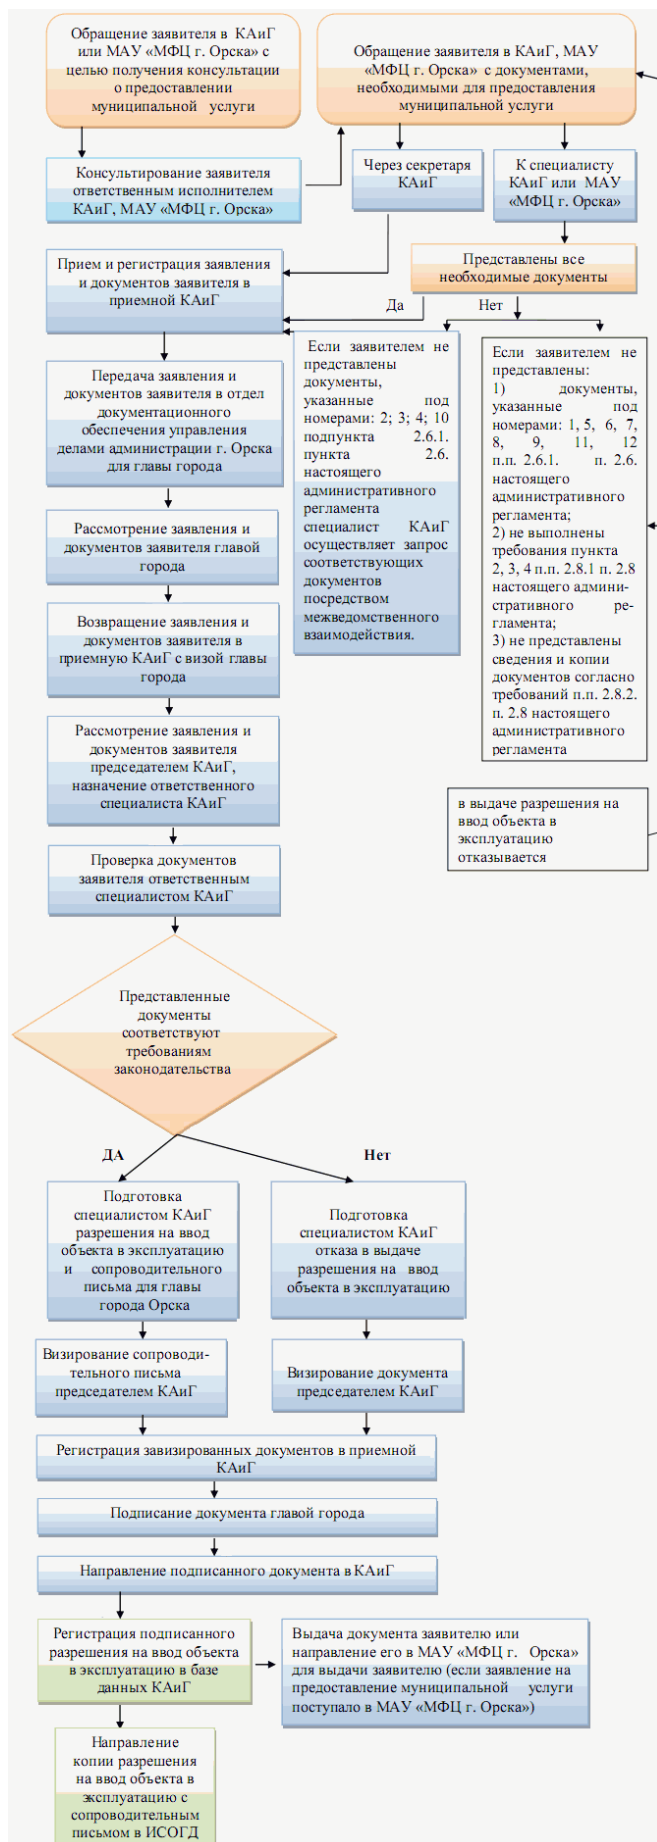 Обращение заявителя в КАиГ
или МАУ «МФЦ г. Орска» с
целью получения консультации
о предоставлении
муниципальной услуги
Обращение заявителя в КАиГ, МАУ
«МФЦ г. Орска» с документами,
необходимыми для предоставления
муниципальной услуги
Консультирование заявителя
ответственным исполнителем
КАиГ, МАУ «МФЦ г. Орска»
Через секретаря
КАиГ
К специалисту
КАиГ или МАУ
«МФЦ г. Орска»
Прием и регистрация заявления
и документов заявителя в
приемной КАиГ
Представлены все
необходимые документы
Да
Нет
Если заявителем не
представлены
документы,
указанные под
номерами: 2; 3; 4; 10
подпункта 2.6.1.
пункта 2.6.
настоящего
административного
регламента
специалист КАиГ
осуществляет запрос
соответствующих
документов
посредством
межведомственного
взаимодействия.
Если заявителем не
представлены:
1) документы,
указанные под
номерами: 1, 5, 6, 7,
8, 9, 11, 12
п.п. 2.6.1. п. 2.6.
настоящего
административного
регламента;
2) не выполнены
требования пункта
2, 3, 4 п.п. 2.8.1 п. 2.8
настоящего админи-
стративного ре-
гламента;
3) не представлены
сведения и копии
документов согласно
требований п.п. 2.8.2.
п. 2.8 настоящего
административного
регламента
Передача заявления и
документов заявителя в отдел
документационного
обеспечения управления
делами администрации г. Орска
для главы города
Рассмотрение заявления и
документов заявителя главой
города
Возвращение заявления и
документов заявителя в
приемную КАиГ с визой главы
города
Рассмотрение заявления и
документов заявителя
председателем КАиГ,
назначение ответственного
специалиста КАиГ
в выдаче разрешения на
ввод объекта в
эксплуатацию
отказывается
Проверка документов
заявителя ответственным
специалистом КАиГ
Представленные
документы
соответствуют
требованиям
законодательства
ДА
Нет
Подготовка
специалистом КАиГ
разрешения на ввод
объекта в эксплуатацию
и сопроводительного
письма для главы
города Орска
Подготовка
специалистом КАиГ
отказа в выдаче
разрешения на ввод
объекта в эксплуатацию
Визирование сопроводи-
тельного письма
председателем КАиГ
Визирование документа
председателем КАиГ
Регистрация завизированных документов в приемной
КАиГ
Подписание документа главой города
Направление подписанного документа в КАиГ
Регистрация подписанного
разрешения на ввод объекта
в эксплуатацию в базе
данных КАиГ
Выдача документа заявителю или
направление его в МАУ «МФЦ г. Орска»
для выдачи заявителю (если заявление на
предоставление муниципальной услуги
поступало в МАУ «МФЦ г. Орска»)
Направление
копии разрешения
на ввод объекта в
эксплуатацию с
сопроводительным
письмом в ИСОГД